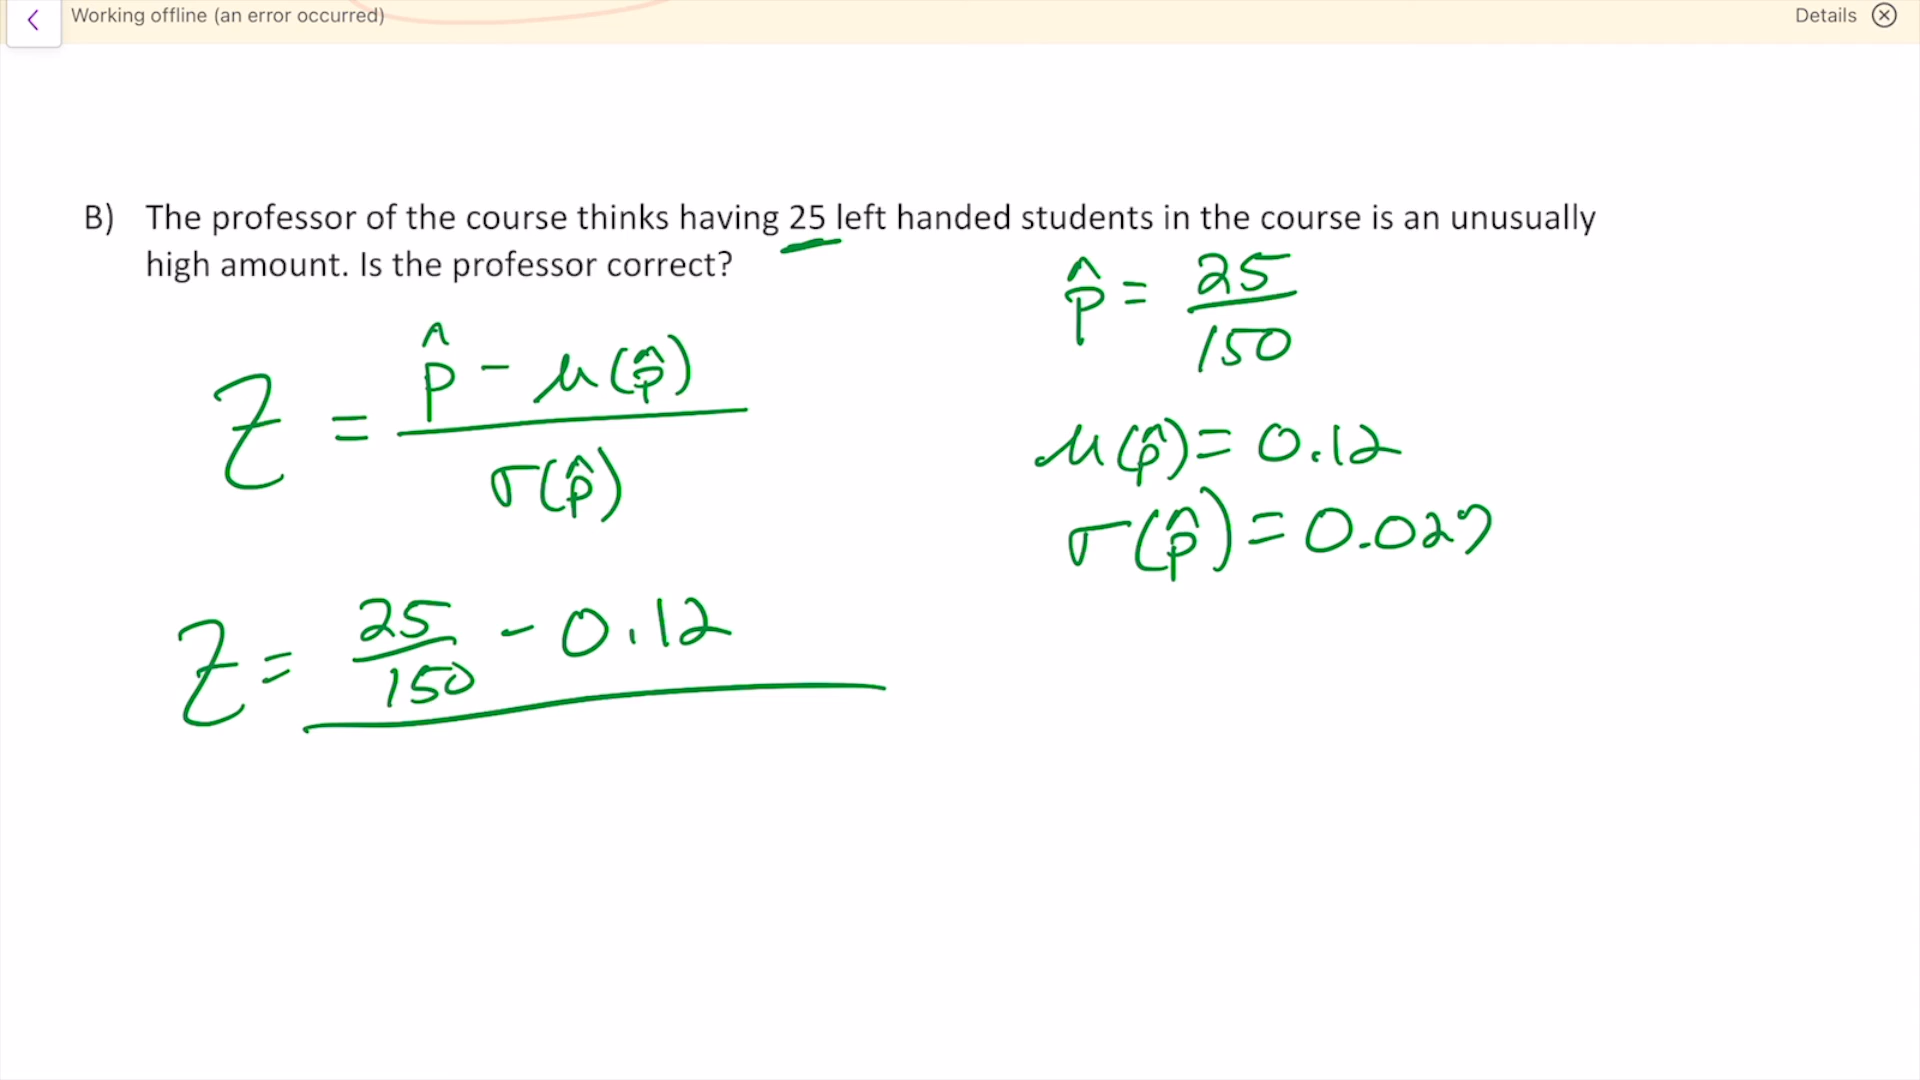 Working offline (an error occurred) Details
B) The professor of the course thinks having 25 left handed students in the course is an unusually
high amount. Is the professor correct?
p̂ = 25/150
Z = p̂ - μ(p̂) / σ(p̂)
μ(p̂) = 0.12
σ(p̂) = 0.027
Z = 25/150 - 0.12